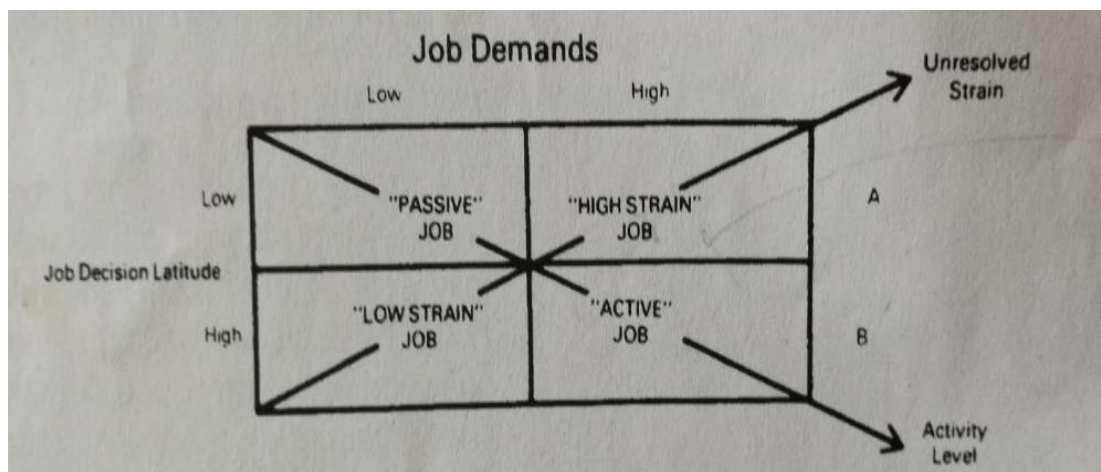 Job Demands
Low
High
Unresolved
Strain
Low
"PASSIVE"
JOB
"HIGH STRAIN"
JOB
A
Job Decision Latitude
High
"LOW STRAIN"
JOB
"ACTIVE"
JOB
B
Activity
Level